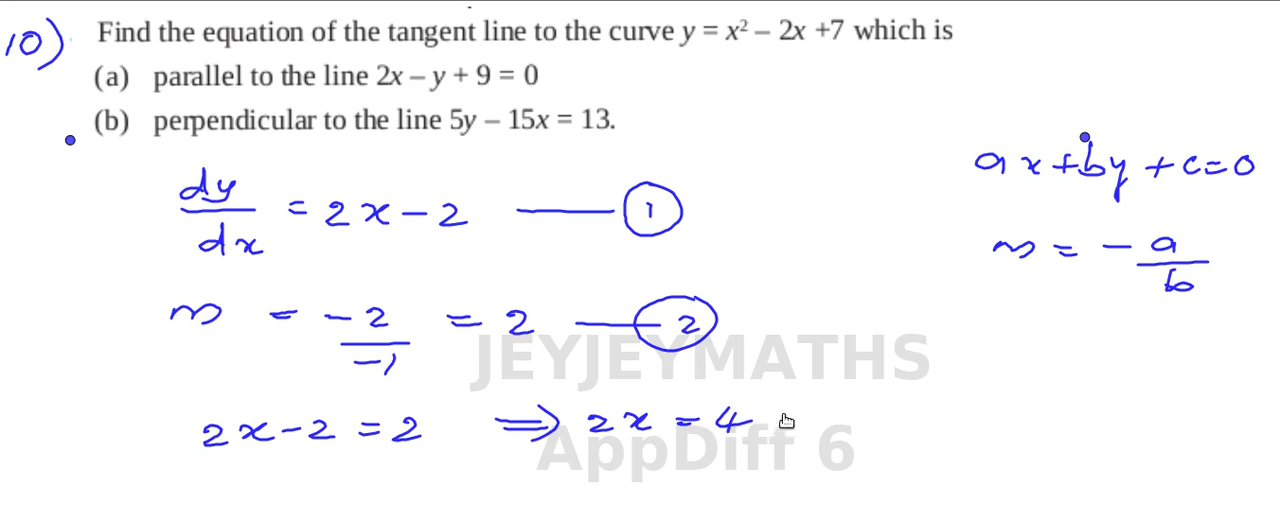 10) Find the equation of the tangent line to the curve y = x² – 2x +7 which is
(a) parallel to the line 2x – y + 9 = 0
(b) perpendicular to the line 5y – 15x = 13.
ax+by+c=0
dy/dx = 2x-2 —— 1
m = -a/b
m = -2/-1 = 2 —— 2
JEYJEYMATHS
2x-2 = 2 ⟹ 2x = 4
AppDiff 6